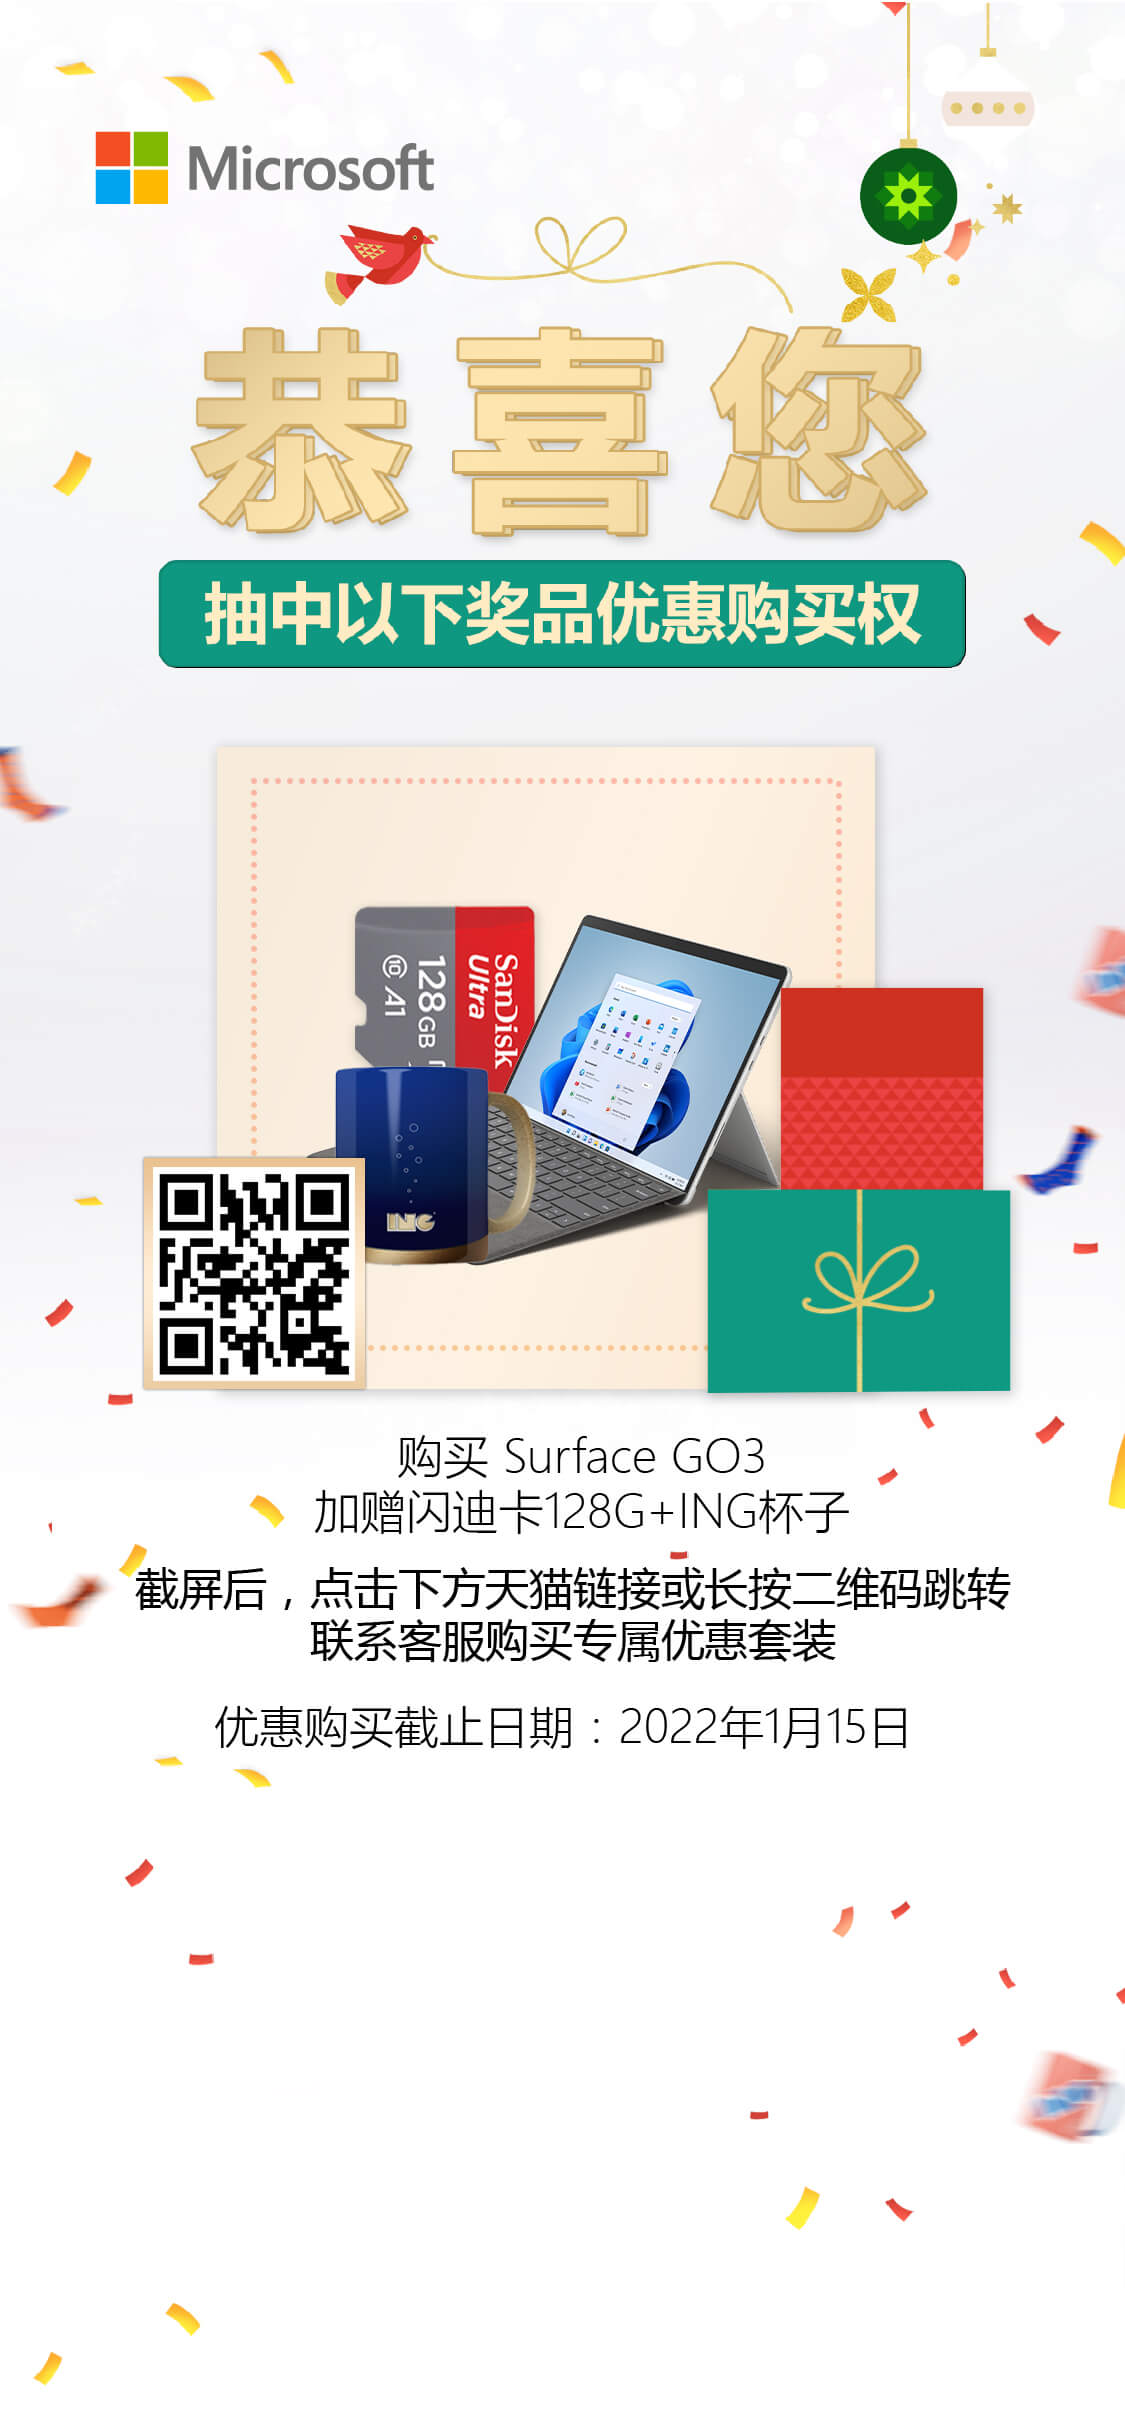 Microsoft
恭喜您
抽中以下奖品优惠购买权
SanDisk
Ultra
128GB
A1
ING
购买 Surface GO3
加赠闪迪卡128G+ING杯子
截屏后，点击下方天猫链接或长按二维码跳转
联系客服购买专属优惠套装
优惠购买截止日期：2022年1月15日